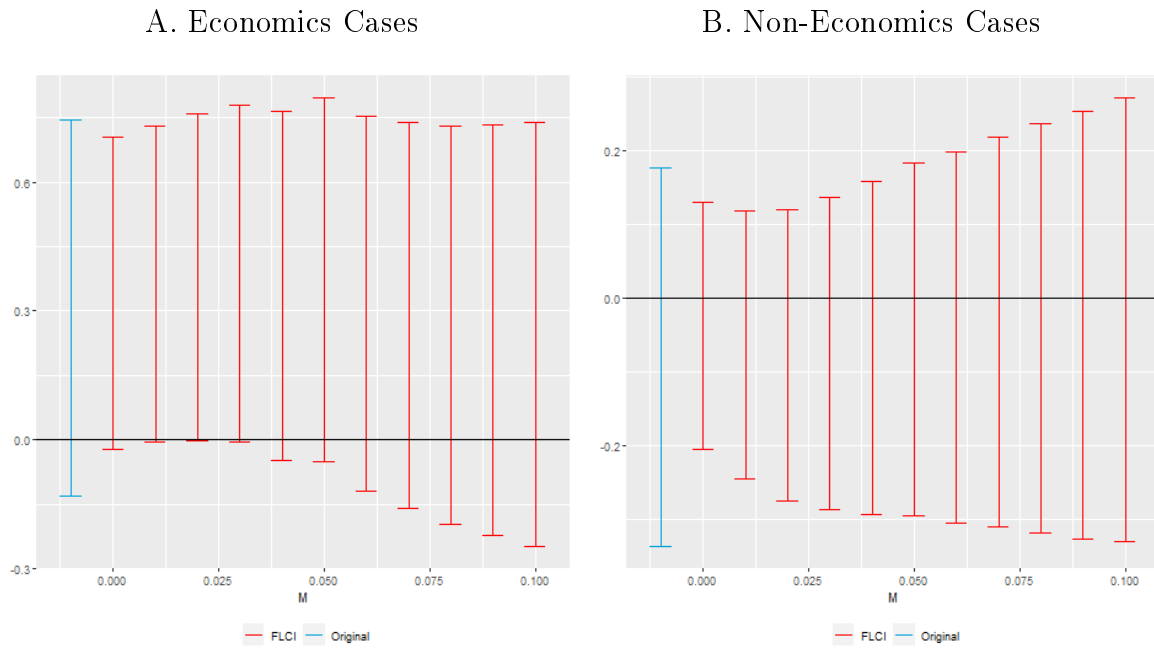 A. Economics Cases
B. Non-Economics Cases
0.6
0.3
0.0
-0.3
0.000 0.025 0.050 0.075 0.100
M
FLCI Original
0.2
0.0
-0.2
0.000 0.025 0.050 0.075 0.100
M
FLCI Original